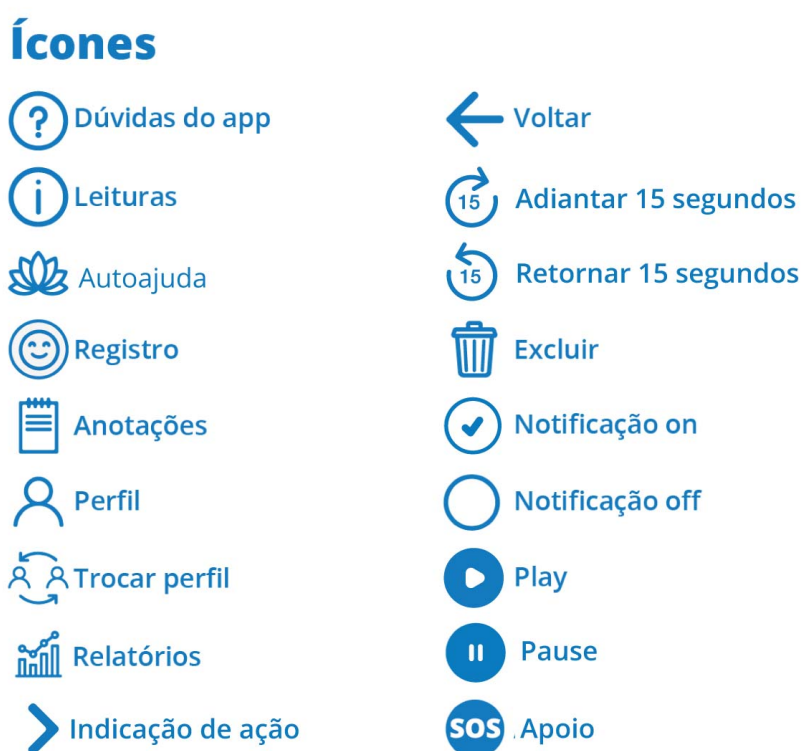 Ícones
? Dúvidas do app
i Leituras
Autoajuda
Registro
Anotações
Perfil
Trocar perfil
Relatórios
Indicação de ação
Voltar
15 Adiantar 15 segundos
15 Retornar 15 segundos
Excluir
Notificação on
Notificação off
Play
Pause
SOS Apoio